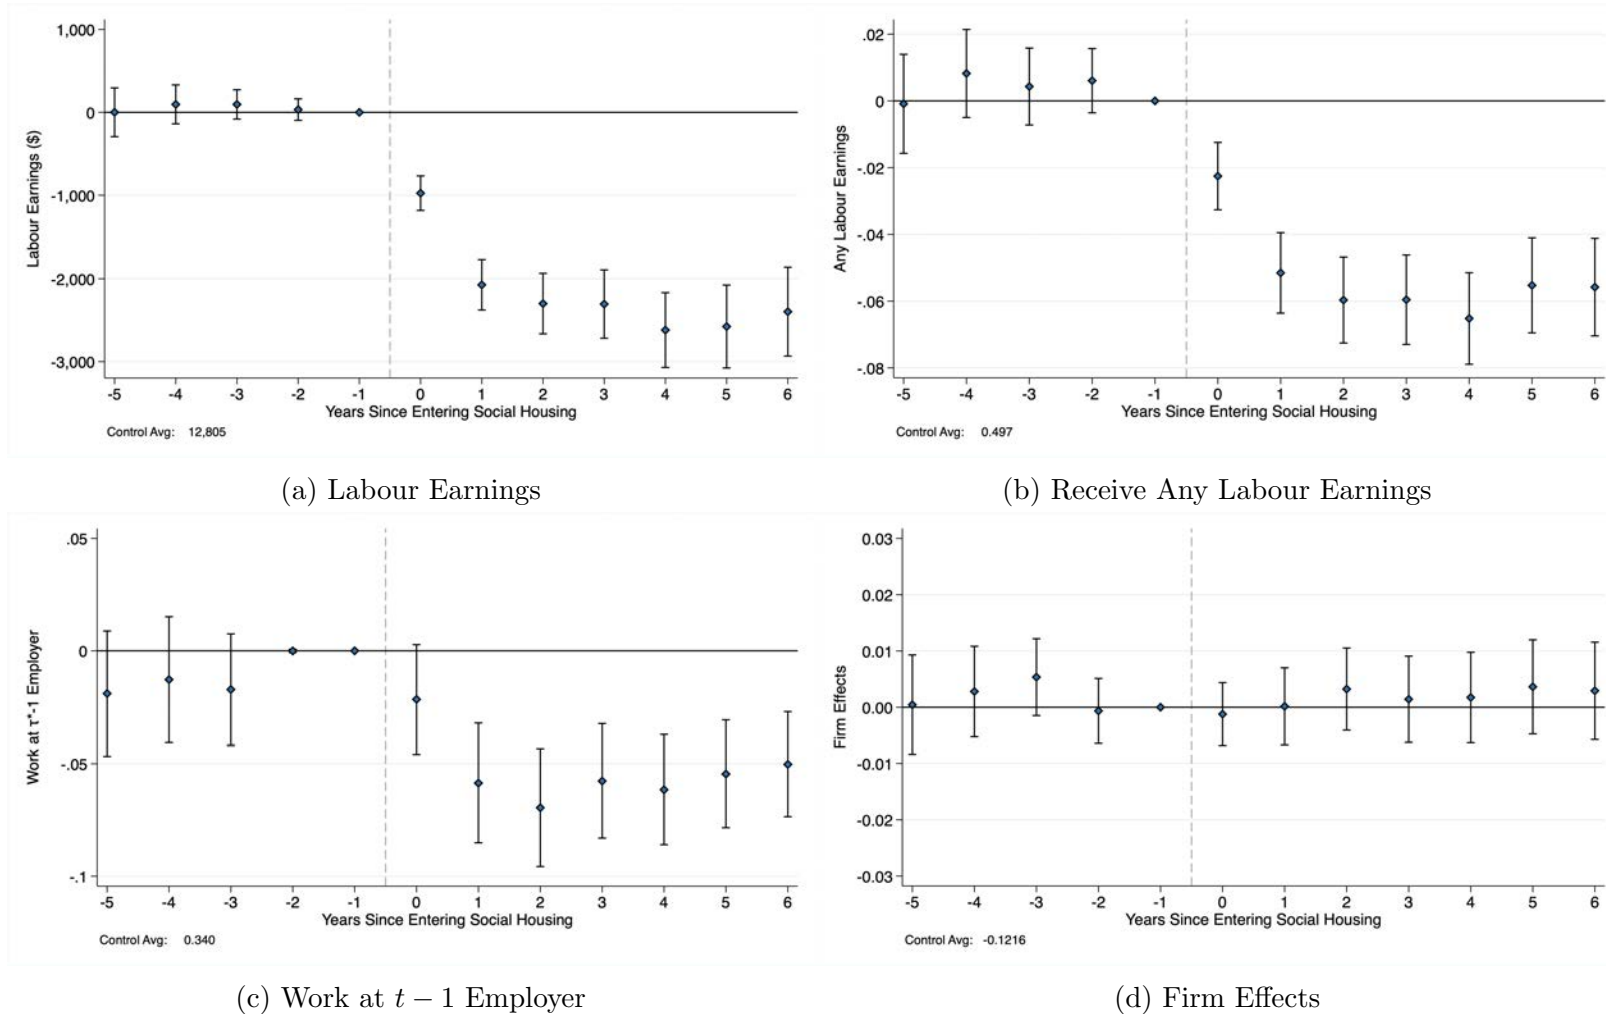 1,000
0
-1,000
-2,000
-3,000
Labour Earnings ($)
-5 -4 -3 -2 -1 0 1 2 3 4 5 6
Years Since Entering Social Housing
Control Avg: 12,805
(a) Labour Earnings
.02
0
-.02
-.04
-.06
-.08
Any Labour Earnings
-5 -4 -3 -2 -1 0 1 2 3 4 5 6
Years Since Entering Social Housing
Control Avg: 0.497
(b) Receive Any Labour Earnings
.05
0
-.05
-.1
Work at τ*-1 Employer
-5 -4 -3 -2 -1 0 1 2 3 4 5 6
Years Since Entering Social Housing
Control Avg: 0.340
(c) Work at t − 1 Employer
0.03
0.02
0.01
0.00
-0.01
-0.02
-0.03
Firm Effects
-5 -4 -3 -2 -1 0 1 2 3 4 5 6
Years Since Entering Social Housing
Control Avg: -0.1216
(d) Firm Effects